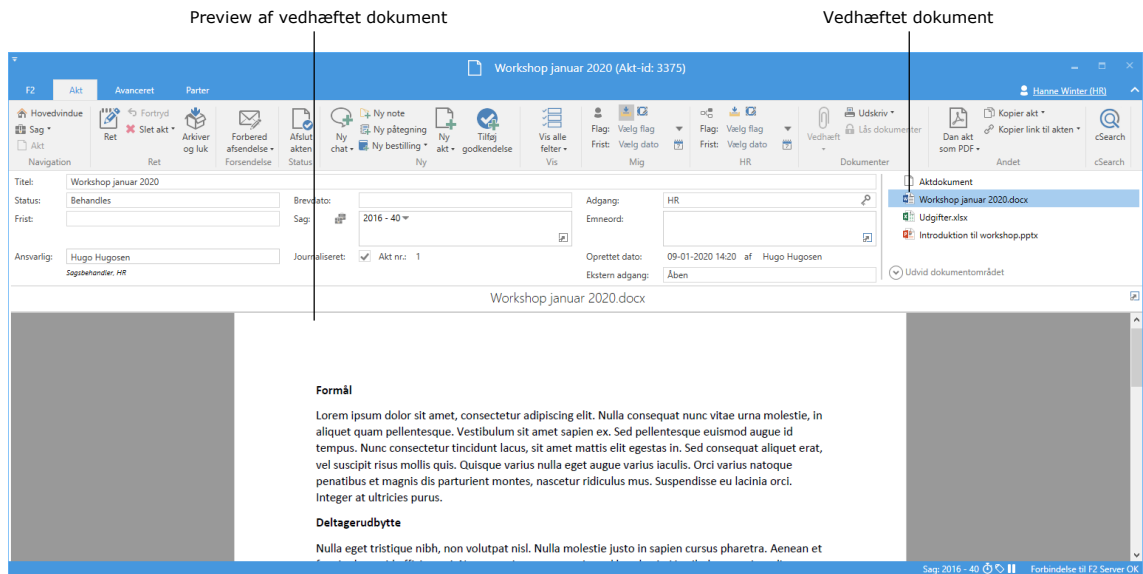 Preview af vedhæftet dokument
Vedhæftet dokument
Workshop januar 2020 (Akt-id: 3375)
F2 Akt Avanceret Parter Hanne Winter (HR)
Hovedvindue
Sag
Akt
Navigation
Ret
Fortryd
Slet akt
Arkiver og luk
Ret
Forbered afsendelse
Forsendelse
Afslut akten
Status
Ny chat
Ny note
Ny påtegning
Ny bestilling
Ny akt
Tilføj godkendelse
Ny
Vis alle felter
Vis
Flag: Vælg flag
Frist: Vælg dato
Mig
Flag: Vælg flag
Frist: Vælg dato
HR
Vedhæft
Udskriv
Lås dokumenter
Dokumenter
Dan akt som PDF
Kopier akt
Kopier link til akten
Andet
cSearch
cSearch
Titel: Workshop januar 2020
Status: Behandles Brevdato: Adgang: HR
Frist: Sag: 2016 - 40 Emneord:
Ansvarlig: Hugo Hugosen Journaliseret: Akt nr.: 1 Oprettet dato: 09-01-2020 14:20 af Hugo Hugosen
Sagsbehandler, HR Ekstern adgang: Åben
Aktdokument
Workshop januar 2020.docx
Udgifter.xlsx
Introduktion til workshop.pptx
Udvid dokumentområdet
Workshop januar 2020.docx
Formål
Lorem ipsum dolor sit amet, consectetur adipiscing elit. Nulla consequat nunc vitae urna molestie, in
aliquet quam pellentesque. Vestibulum sit amet sapien ex. Sed pellentesque euismod augue id
tempus. Nunc consectetur tincidunt lacus, sit amet mattis elit egestas in. Sed consequat aliquet erat,
vel suscipit risus mollis quis. Quisque varius nulla eget augue varius iaculis. Orci varius natoque
penatibus et magnis dis parturient montes, nascetur ridiculus mus. Suspendisse eu lacinia orci.
Integer at ultricies purus.
Deltagerudbytte
Nulla eget tristique nibh, non volutpat nisl. Nulla molestie justo in sapien cursus pharetra. Aenean et
Sag: 2016 - 40 Forbindelse til F2 Server OK